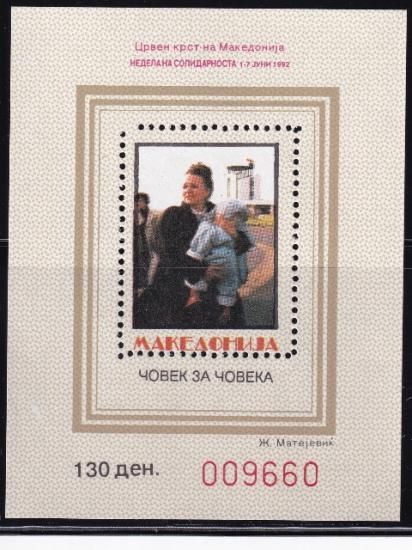 Црвен крст на Македонија
НЕДЕЛА НА СОЛИДАРНОСТА 1-7 ЈУНИ 1992
МАКЕДОНИЈА
ЧОВЕК ЗА ЧОВЕКА
Ж. Матејевиќ
130 ден. 009660